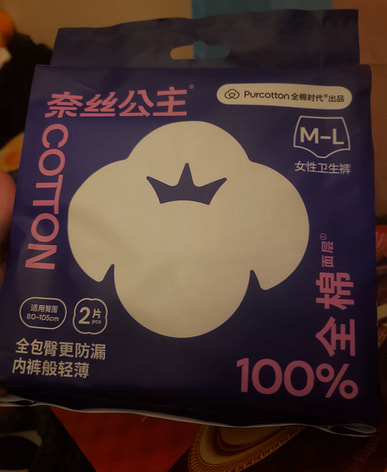 奈丝公主®
COTTON
Purcotton 全棉时代®出品
M-L
女性卫生裤
适用臀围
80-105cm
2片
pcs
全包臀更防漏
内裤般轻薄
100%全棉面层①